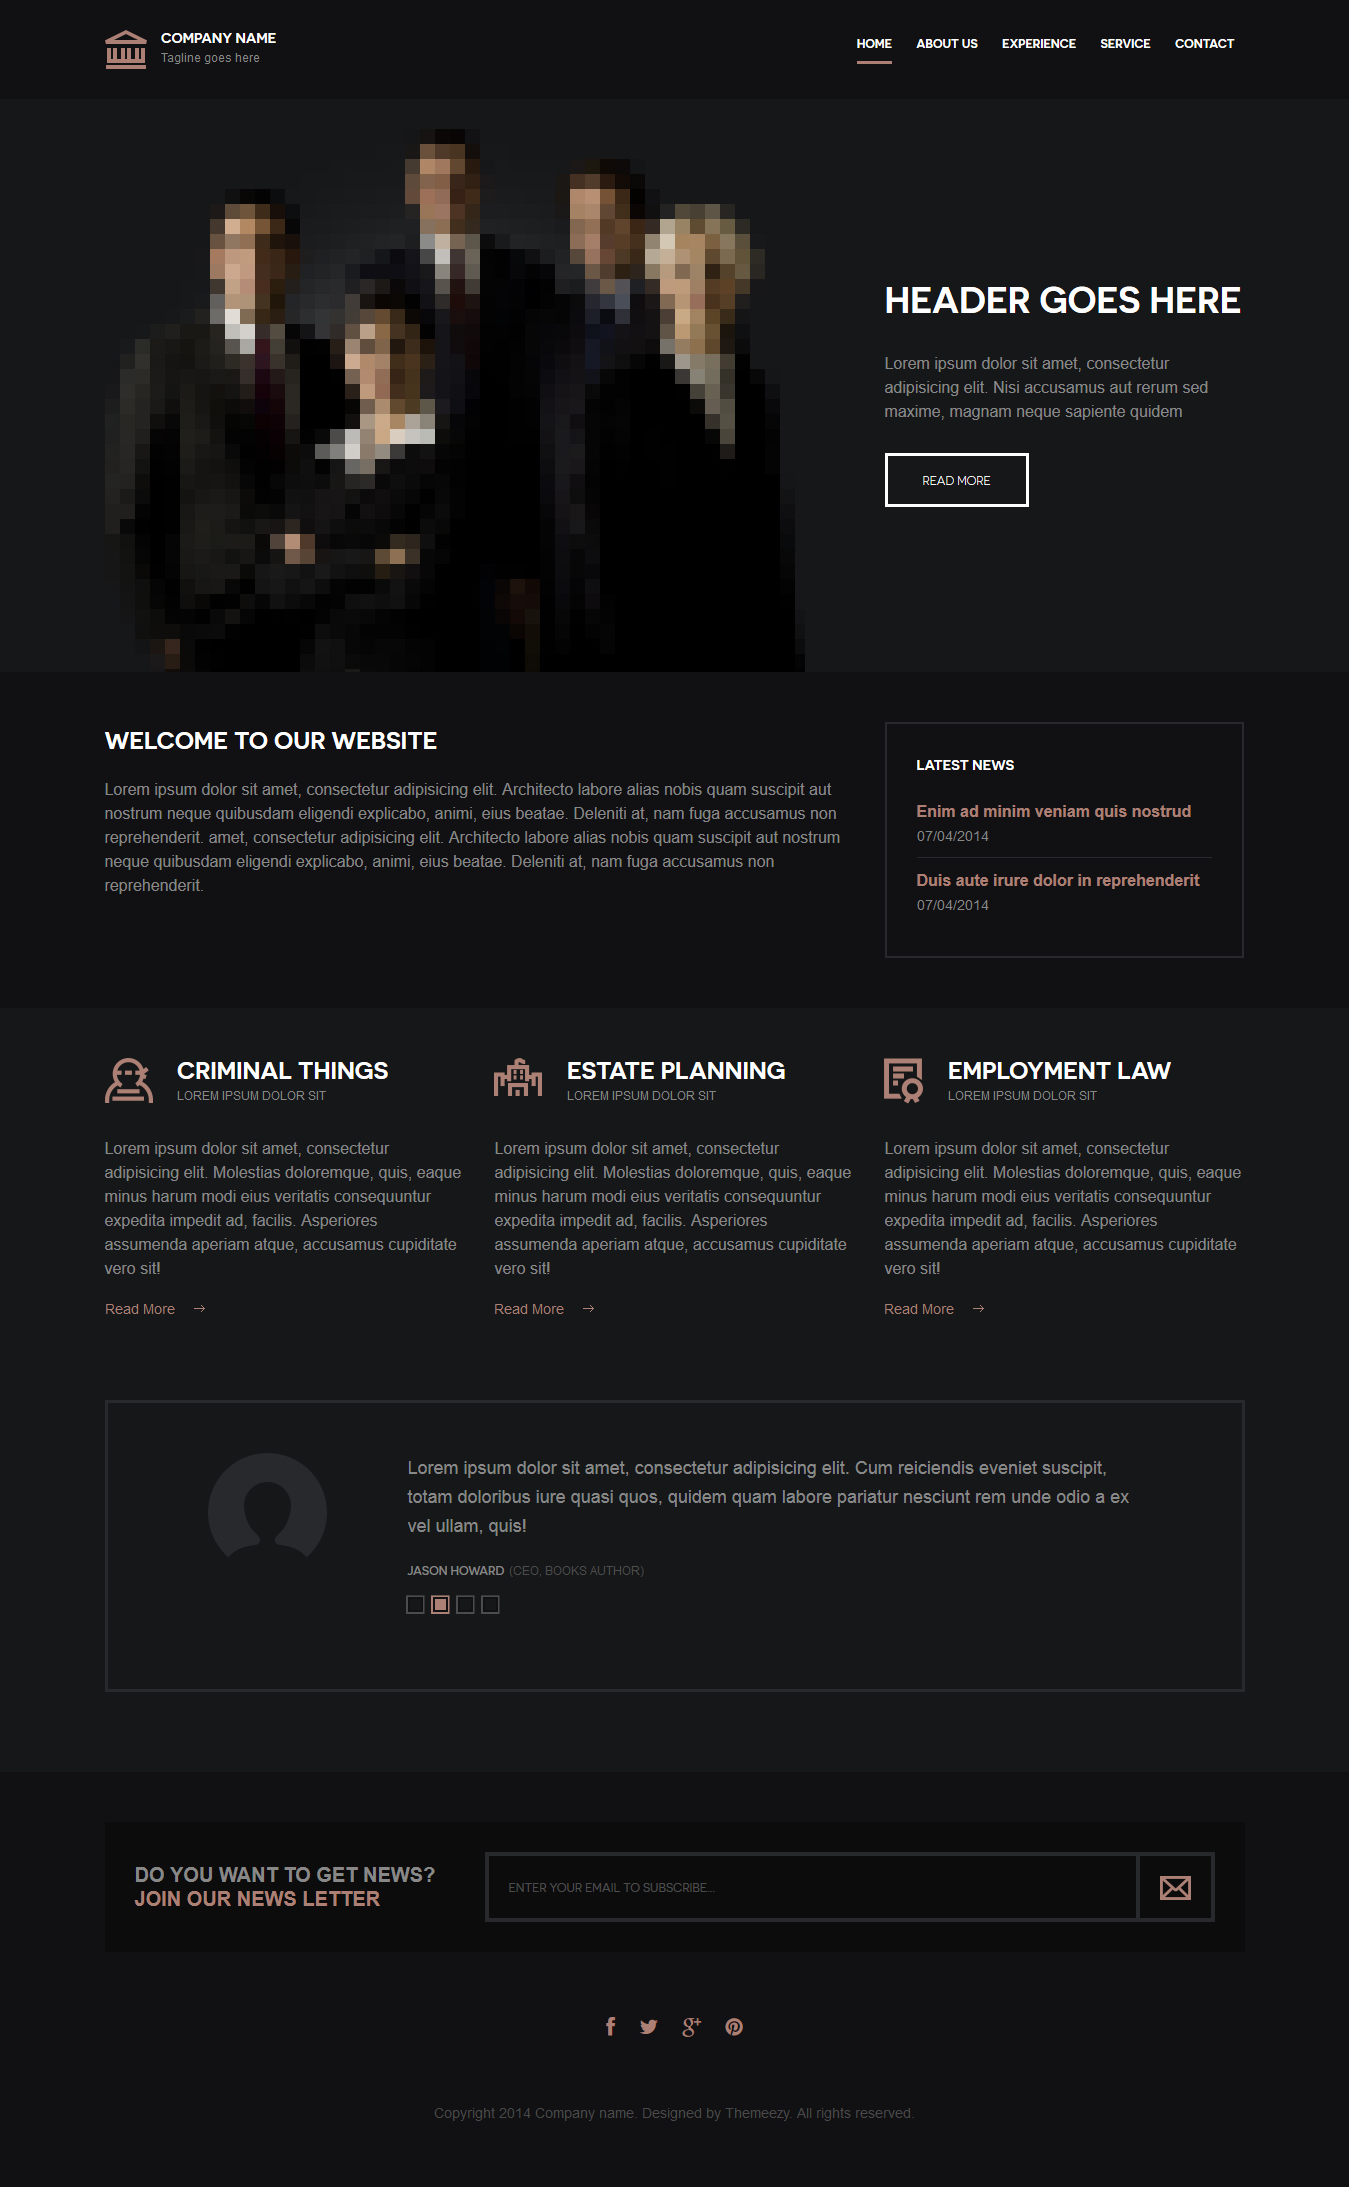 COMPANY NAME
Tagline goes here
HOME ABOUT US EXPERIENCE SERVICE CONTACT
HEADER GOES HERE
Lorem ipsum dolor sit amet, consectetur
adipisicing elit. Nisi accusamus aut rerum sed
maxime, magnam neque sapiente quidem
READ MORE
WELCOME TO OUR WEBSITE
Lorem ipsum dolor sit amet, consectetur adipisicing elit. Architecto labore alias nobis quam suscipit aut
nostrum neque quibusdam eligendi explicabo, animi, eius beatae. Deleniti at, nam fuga accusamus non
reprehenderit. amet, consectetur adipisicing elit. Architecto labore alias nobis quam suscipit aut nostrum
neque quibusdam eligendi explicabo, animi, eius beatae. Deleniti at, nam fuga accusamus non
reprehenderit.
LATEST NEWS
Enim ad minim veniam quis nostrud
07/04/2014
Duis aute irure dolor in reprehenderit
07/04/2014
CRIMINAL THINGS
LOREM IPSUM DOLOR SIT
Lorem ipsum dolor sit amet, consectetur
adipisicing elit. Molestias doloremque, quis, eaque
minus harum modi eius veritatis consequuntur
expedita impedit ad, facilis. Asperiores
assumenda aperiam atque, accusamus cupiditate
vero sit!
Read More →
ESTATE PLANNING
LOREM IPSUM DOLOR SIT
Lorem ipsum dolor sit amet, consectetur
adipisicing elit. Molestias doloremque, quis, eaque
minus harum modi eius veritatis consequuntur
expedita impedit ad, facilis. Asperiores
assumenda aperiam atque, accusamus cupiditate
vero sit!
Read More →
EMPLOYMENT LAW
LOREM IPSUM DOLOR SIT
Lorem ipsum dolor sit amet, consectetur
adipisicing elit. Molestias doloremque, quis, eaque
minus harum modi eius veritatis consequuntur
expedita impedit ad, facilis. Asperiores
assumenda aperiam atque, accusamus cupiditate
vero sit!
Read More →
Lorem ipsum dolor sit amet, consectetur adipisicing elit. Cum reiciendis eveniet suscipit,
totam doloribus iure quasi quos, quidem quam labore pariatur nesciunt rem unde odio a ex
vel ullam, quis!
JASON HOWARD (CEO, BOOKS AUTHOR)
DO YOU WANT TO GET NEWS?
JOIN OUR NEWS LETTER
ENTER YOUR EMAIL TO SUBSCRIBE...
Copyright 2014 Company name. Designed by Themeezy. All rights reserved.